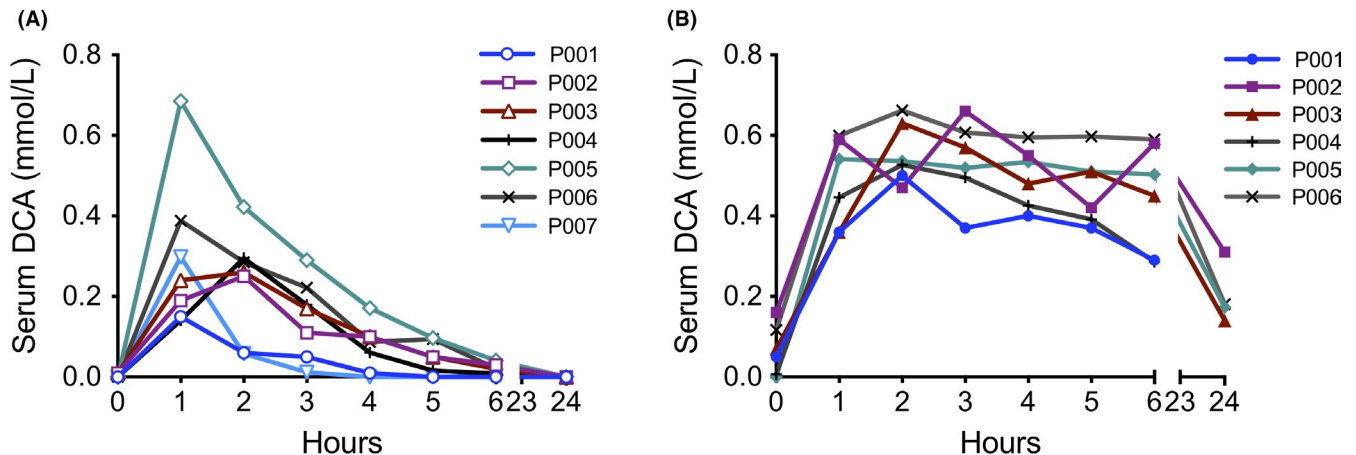 (A)
Serum DCA (mmol/L)
0.8
0.6
0.4
0.2
0.0
0 1 2 3 4 5 6 23 24
Hours
P001
P002
P003
P004
P005
P006
P007
(B)
Serum DCA (mmol/L)
0.8
0.6
0.4
0.2
0.0
0 1 2 3 4 5 6 23 24
Hours
P001
P002
P003
P004
P005
P006